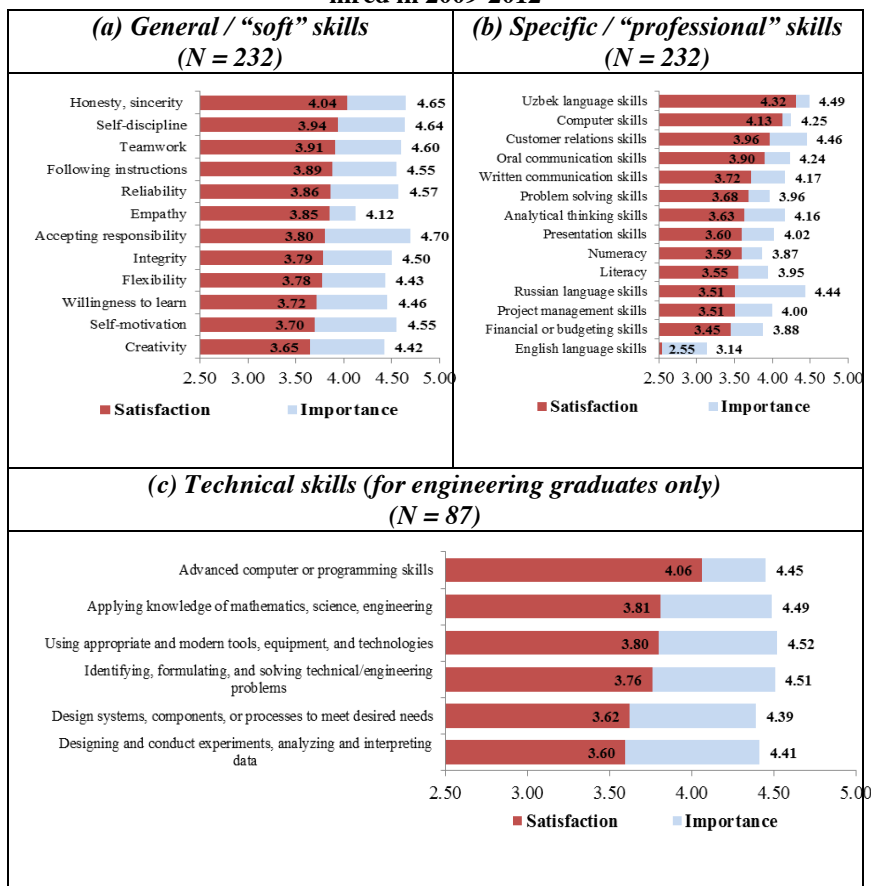 (a) General / “soft” skills
(N = 232)
Honesty, sincerity 4.04 4.65
Self-discipline 3.94 4.64
Teamwork 3.91 4.60
Following instructions 3.89 4.55
Reliability 3.86 4.57
Empathy 3.85 4.12
Accepting responsibility 3.80 4.70
Integrity 3.79 4.50
Flexibility 3.78 4.43
Willingness to learn 3.72 4.46
Self-motivation 3.70 4.55
Creativity 3.65 4.42
2.50 3.00 3.50 4.00 4.50 5.00
Satisfaction Importance
(b) Specific / “professional” skills
(N = 232)
Uzbek language skills 4.32 4.49
Computer skills 4.13 4.25
Customer relations skills 3.96 4.46
Oral communication skills 3.90 4.24
Written communication skills 3.72 4.17
Problem solving skills 3.68 3.96
Analytical thinking skills 3.63 4.16
Presentation skills 3.60 4.02
Numeracy 3.59 3.87
Literacy 3.55 3.95
Russian language skills 3.51 4.44
Project management skills 3.51 4.00
Financial or budgeting skills 3.45 3.88
English language skills 2.55 3.14
2.50 3.00 3.50 4.00 4.50 5.00
Satisfaction Importance
(c) Technical skills (for engineering graduates only)
(N = 87)
Advanced computer or programming skills 4.06 4.45
Applying knowledge of mathematics, science, engineering 3.81 4.49
Using appropriate and modern tools, equipment, and technologies 3.80 4.52
Identifying, formulating, and solving technical/engineering
problems 3.76 4.51
Design systems, components, or processes to meet desired needs 3.62 4.39
Designing and conduct experiments, analyzing and interpreting
data 3.60 4.41
2.50 3.00 3.50 4.00 4.50 5.00
Satisfaction Importance